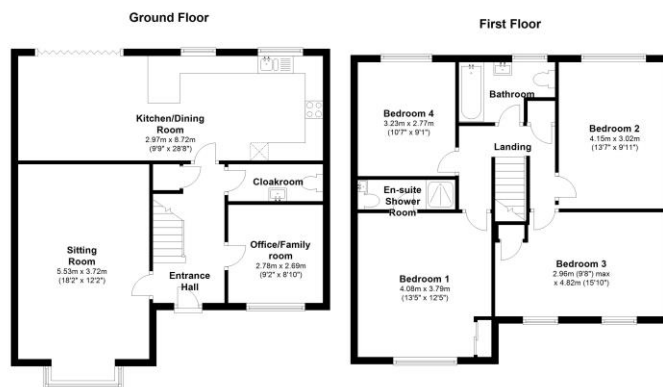 Ground Floor
First Floor
Kitchen/Dining
Room
2.97m x 8.72m
(9'9" x 28'8")
Cloakroom
Sitting
Room
5.53m x 3.72m
(18'2" x 12'2")
Office/Family
room
2.78m x 2.69m
(9'2" x 8'10")
Entrance
Hall
Bedroom 4
3.23m x 2.77m
(10'7" x 9'1")
Bathroom
Bedroom 2
4.15m x 3.02m
(13'7" x 9'11")
Landing
En-suite
Shower
Room
Bedroom 1
4.08m x 3.79m
(13'5" x 12'5")
Bedroom 3
2.96m (9'8") max
x 4.82m (15'10")